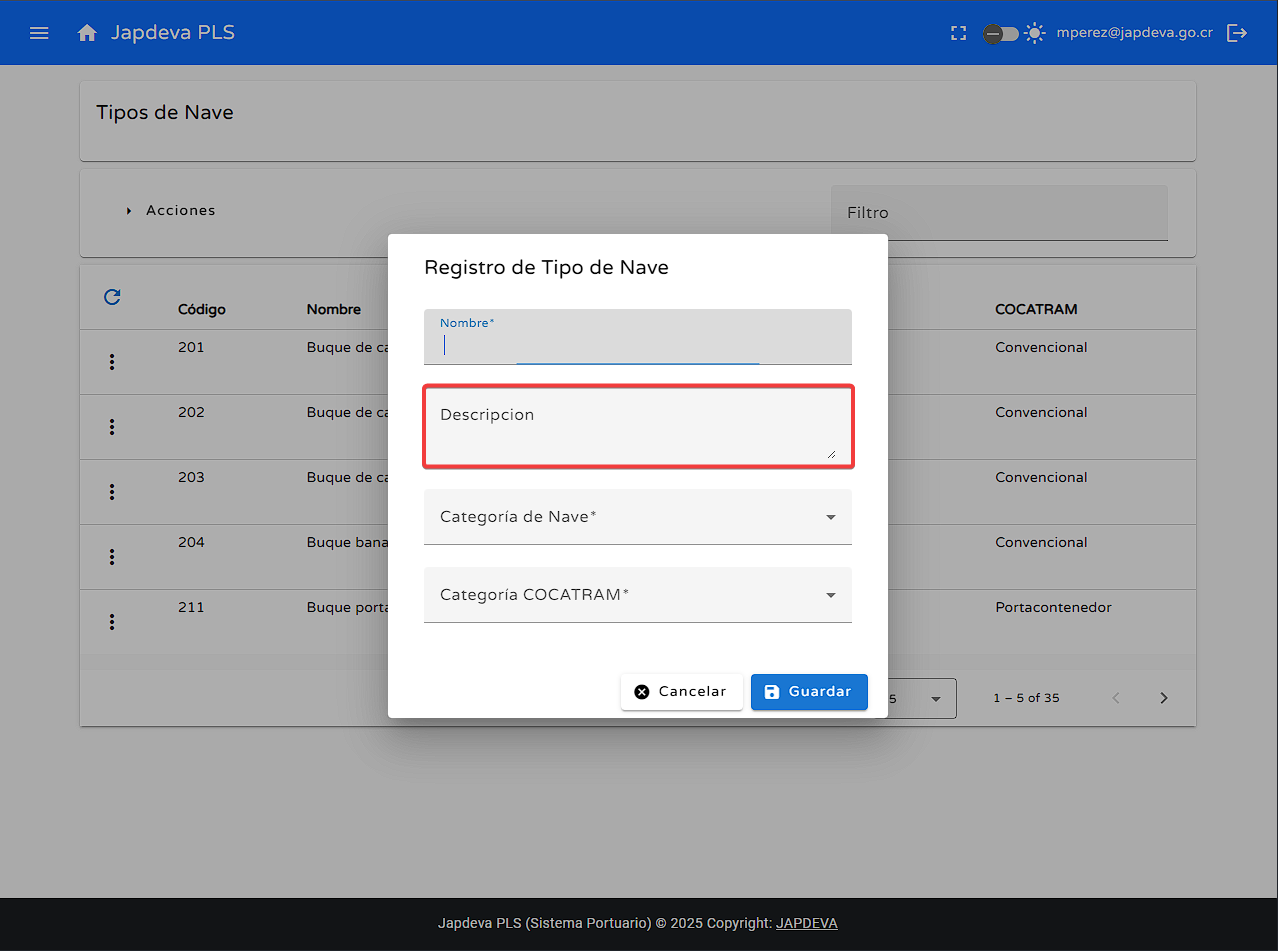 Japdeva PLS
mperez@japdeva.go.cr
Tipos de Nave
Acciones
Filtro
Registro de Tipo de Nave
Nombre*
Descripcion
Categoría de Nave*
Categoría COCATRAM*
Cancelar
Guardar
Código Nombre COCATRAM
201 Buque de ca Convencional
202 Buque de ca Convencional
203 Buque de ca Convencional
204 Buque bana Convencional
211 Buque porta Portacontenedor
5 1 – 5 of 35
Japdeva PLS (Sistema Portuario) © 2025 Copyright: JAPDEVA